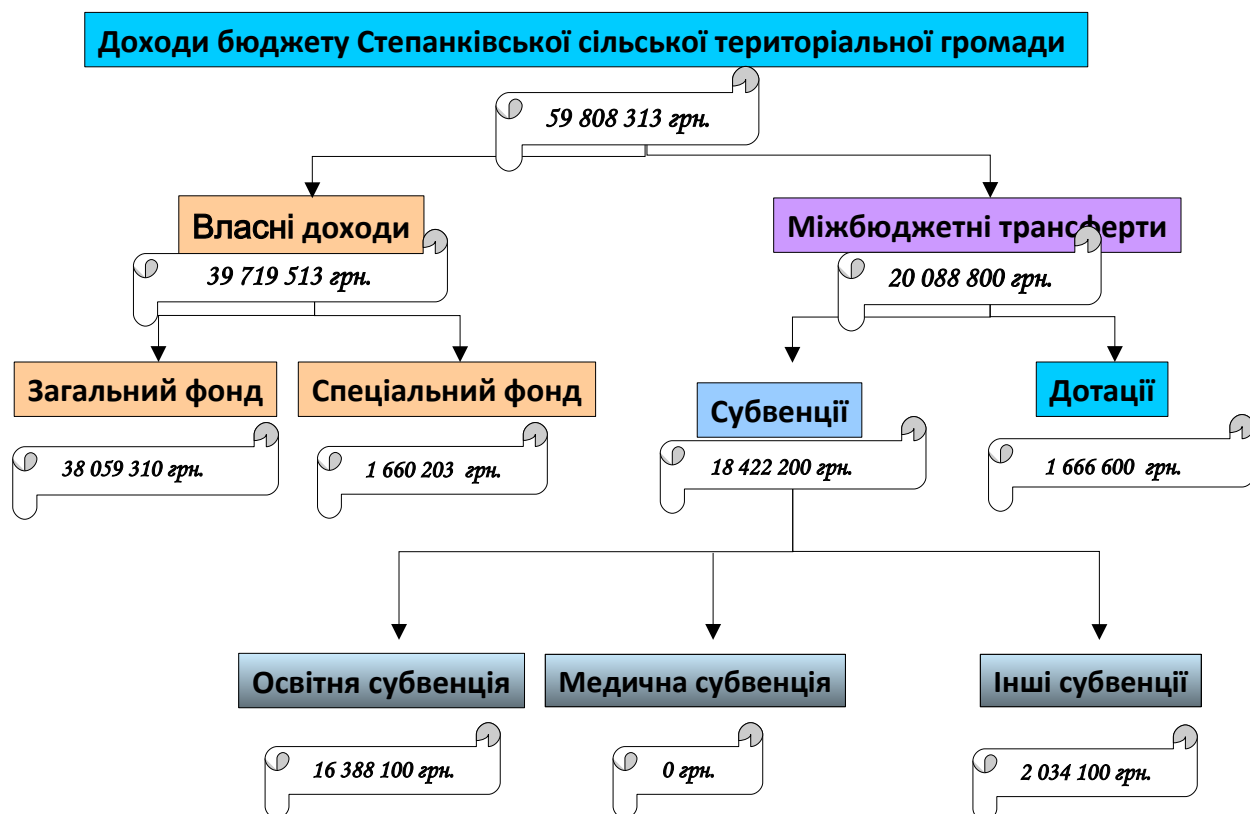 Доходи бюджету Степанківської сільської територіальної громади
59 808 313 грн.
Власні доходи
Міжбюджетні трансферти
39 719 513 грн.
20 088 800 грн.
Загальний фонд
Спеціальний фонд
Субвенції
Дотації
38 059 310 грн.
1 660 203 грн.
18 422 200 грн.
1 666 600 грн.
Освітня субвенція
Медична субвенція
Інші субвенції
16 388 100 грн.
0 грн.
2 034 100 грн.